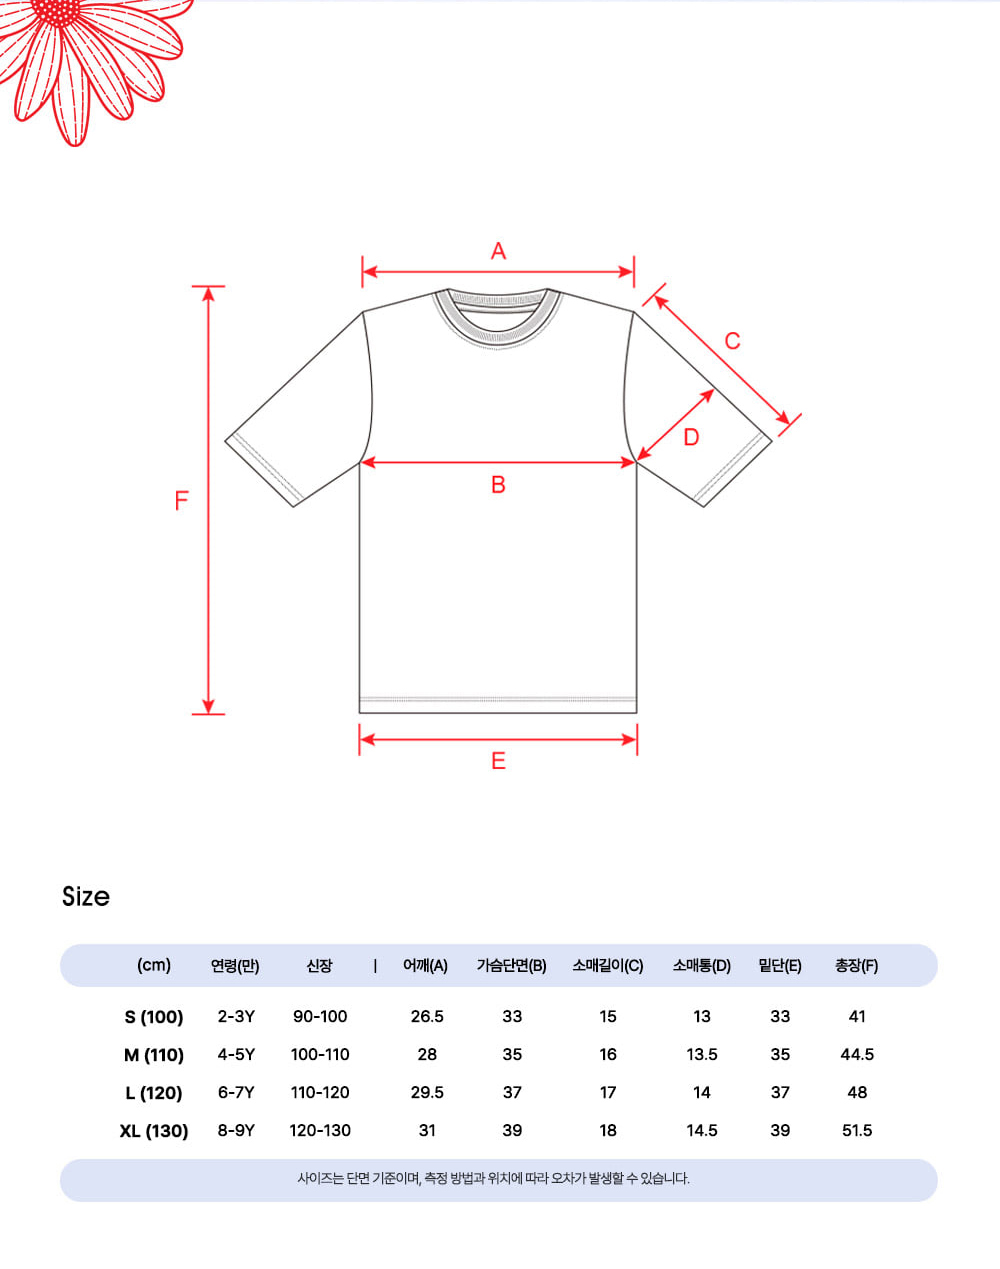 A
C
D
B
F
E
Size
(cm) 연령(만) 신장 | 어깨(A) 가슴단면(B) 소매길이(C) 소매통(D) 밑단(E) 총장(F)
S (100) 2-3Y 90-100 26.5 33 15 13 33 41
M (110) 4-5Y 100-110 28 35 16 13.5 35 44.5
L (120) 6-7Y 110-120 29.5 37 17 14 37 48
XL (130) 8-9Y 120-130 31 39 18 14.5 39 51.5
사이즈는 단면 기준이며, 측정 방법과 위치에 따라 오차가 발생할 수 있습니다.